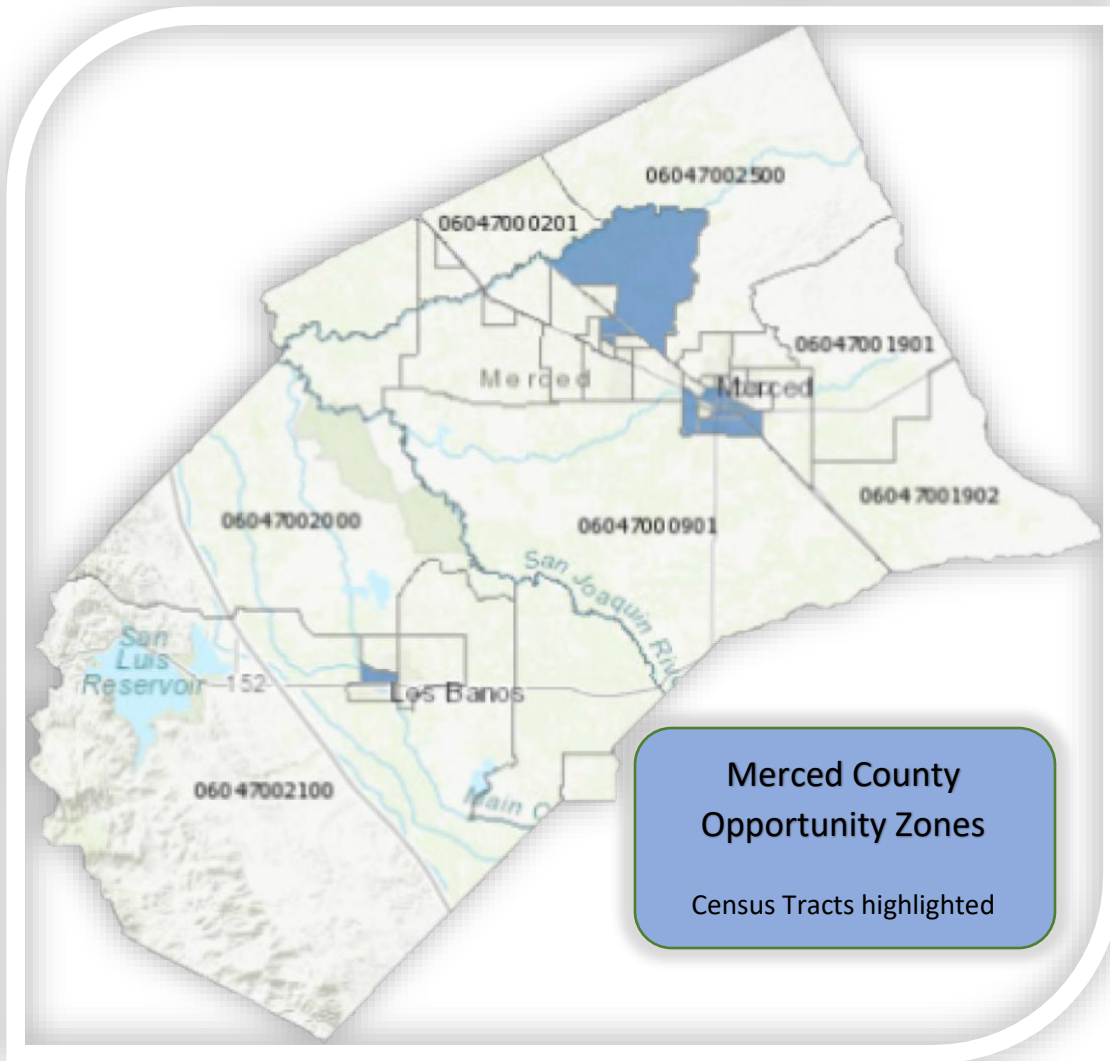 06047002500
06047000201
06047001901
Merced
Merced
06047001902
06047002000
06047000901
San Joaquin Rive
San
Luis
Reservoir
152
Los Banos
06047002100
Main C
Merced County
Opportunity Zones
Census Tracts highlighted